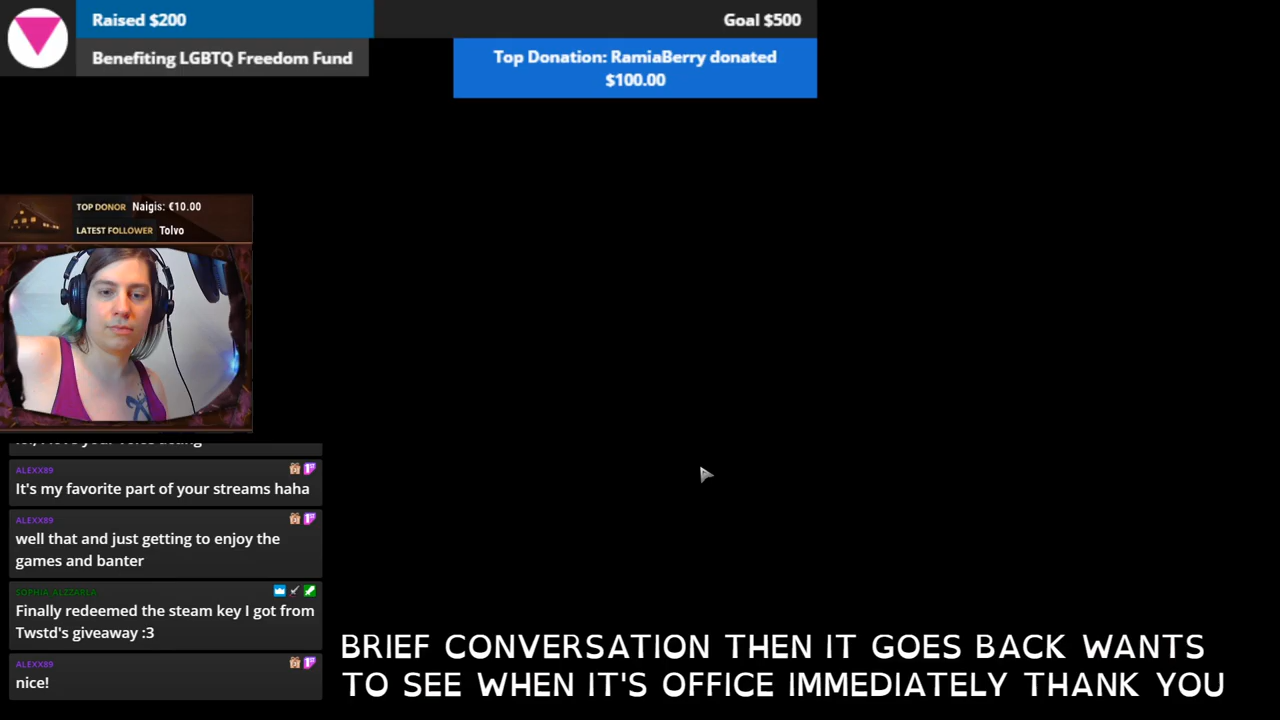 Raised $200
Goal $500
Benefiting LGBTQ Freedom Fund
Top Donation: RamiaBerry donated
$100.00
TOP DONOR Naigis: €10.00
LATEST FOLLOWER Tolvo
ALEXX89
It's my favorite part of your streams haha
ALEXX89
well that and just getting to enjoy the
games and banter
SOPHIA_ALZZARLA
Finally redeemed the steam key I got from
Twstd's giveaway :3
ALEXX89
nice!
BRIEF CONVERSATION THEN IT GOES BACK WANTS
TO SEE WHEN IT'S OFFICE IMMEDIATELY THANK YOU